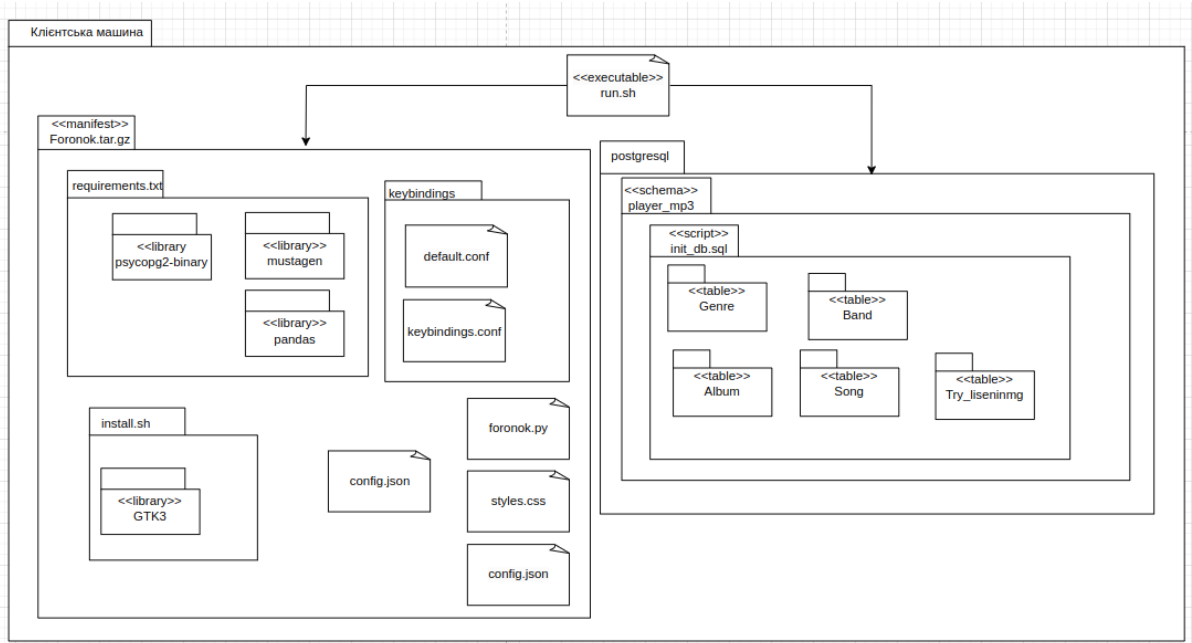 Клієнтська машина
<<executable>>
run.sh
<<manifest>>
Foronok.tar.gz
requirements.txt
<<library
psycopg2-binary
<<library>>
mustagen
<<library>>
pandas
keybindings
default.conf
keybindings.conf
install.sh
<<library>>
GTK3
config.json
foronok.py
styles.css
config.json
postgresql
<<schema>>
player_mp3
<<script>>
init_db.sql
<<table>>
Genre
<<table>>
Band
<<table>>
Album
<<table>>
Song
<<table>>
Try_liseninmg